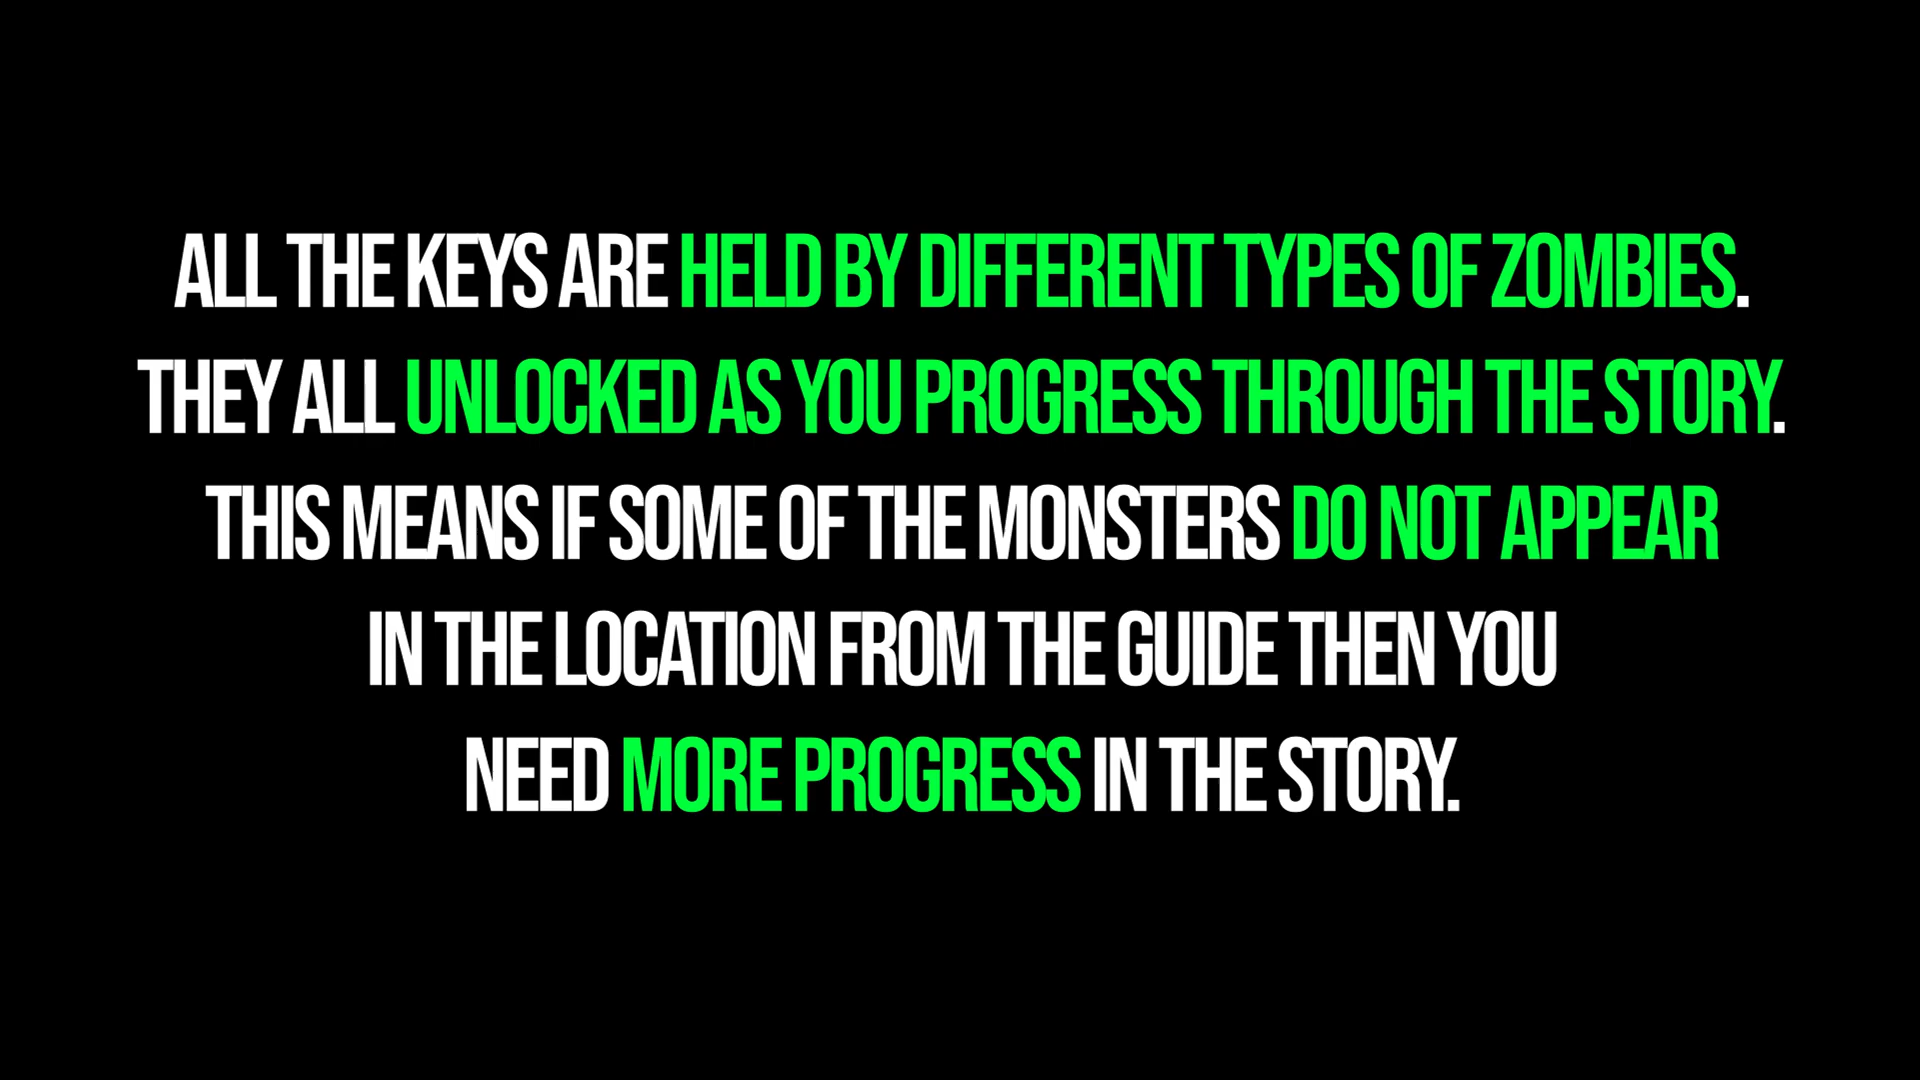 ALL THE KEYS ARE HELD BY DIFFERENT TYPES OF ZOMBIES.
THEY ALL UNLOCKED AS YOU PROGRESS THROUGH THE STORY.
THIS MEANS IF SOME OF THE MONSTERS DO NOT APPEAR
IN THE LOCATION FROM THE GUIDE THEN YOU
NEED MORE PROGRESS IN THE STORY.